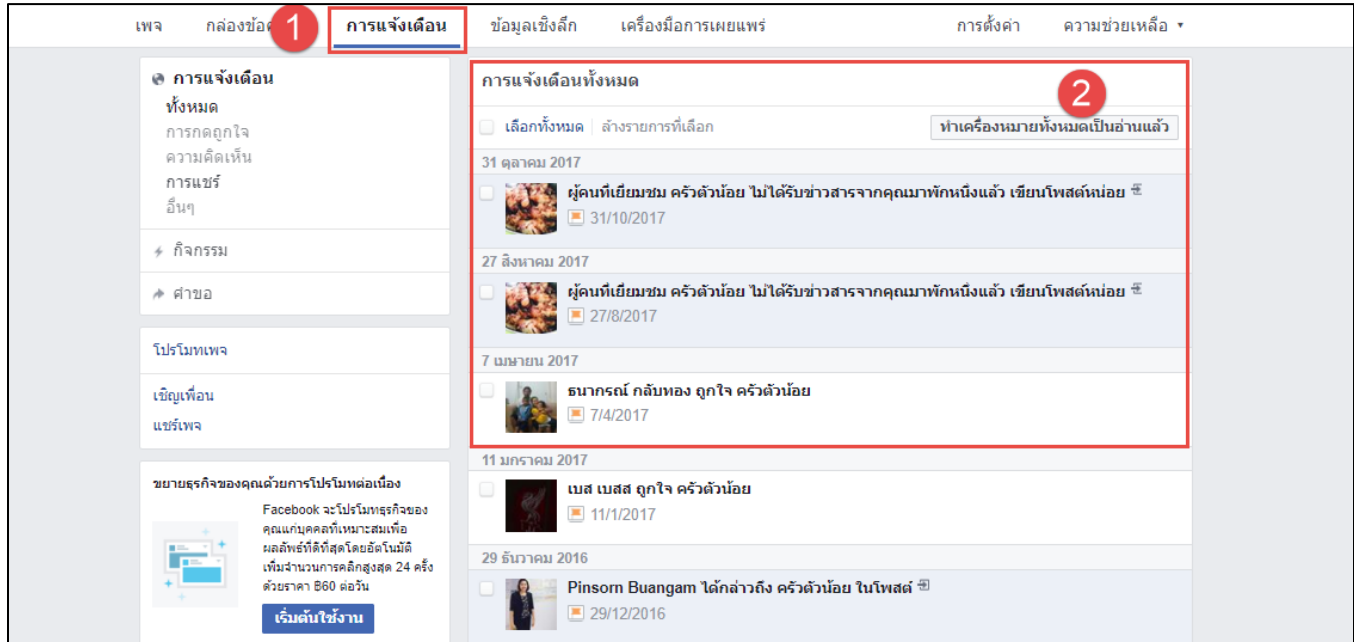 เพจ
1
การแจ้งเตือน
ข้อมูลเชิงลึก
เครื่องมือการเผยแพร่
การตั้งค่า
ความช่วยเหลือ
การแจ้งเตือน
ทั้งหมด
การกดถูกใจ
ความคิดเห็น
การแชร์
อื่นๆ
กิจกรรม
คำขอ
โปรโมทเพจ
เชิญเพื่อน
แชร์เพจ
ขยายธุรกิจของคุณด้วยการโปรโมทต่อเนื่อง
Facebook จะโปรโมทธุรกิจของ
คุณแก่บุคคลที่เหมาะสมเพื่อ
ผลลัพธ์ที่ดีที่สุดโดยอัตโนมัติ
เพิ่มจำนวนการคลิกสูงสุด 24 ครั้ง
ด้วยราคา ฿60 ต่อวัน
เริ่มต้นใช้งาน
การแจ้งเตือนทั้งหมด
2
เลือกทั้งหมด ล้างรายการที่เลือก
ทำเครื่องหมายทั้งหมดเป็นอ่านแล้ว
31 ตุลาคม 2017
ผู้คนที่เยี่ยมชม ครัวตัวน้อย ไม่ได้รับข่าวสารจากคุณมาพักหนึ่งแล้ว เขียนโพสต์หน่อย
31/10/2017
27 สิงหาคม 2017
ผู้คนที่เยี่ยมชม ครัวตัวน้อย ไม่ได้รับข่าวสารจากคุณมาพักหนึ่งแล้ว เขียนโพสต์หน่อย
27/8/2017
7 เมษายน 2017
ธนากรณ์ กลับทอง ถูกใจ ครัวตัวน้อย
7/4/2017
11 มกราคม 2017
เบส เบสส ถูกใจ ครัวตัวน้อย
11/1/2017
29 ธันวาคม 2016
Pinsorn Buangam ได้กล่าวถึง ครัวตัวน้อย ในโพสต์
29/12/2016